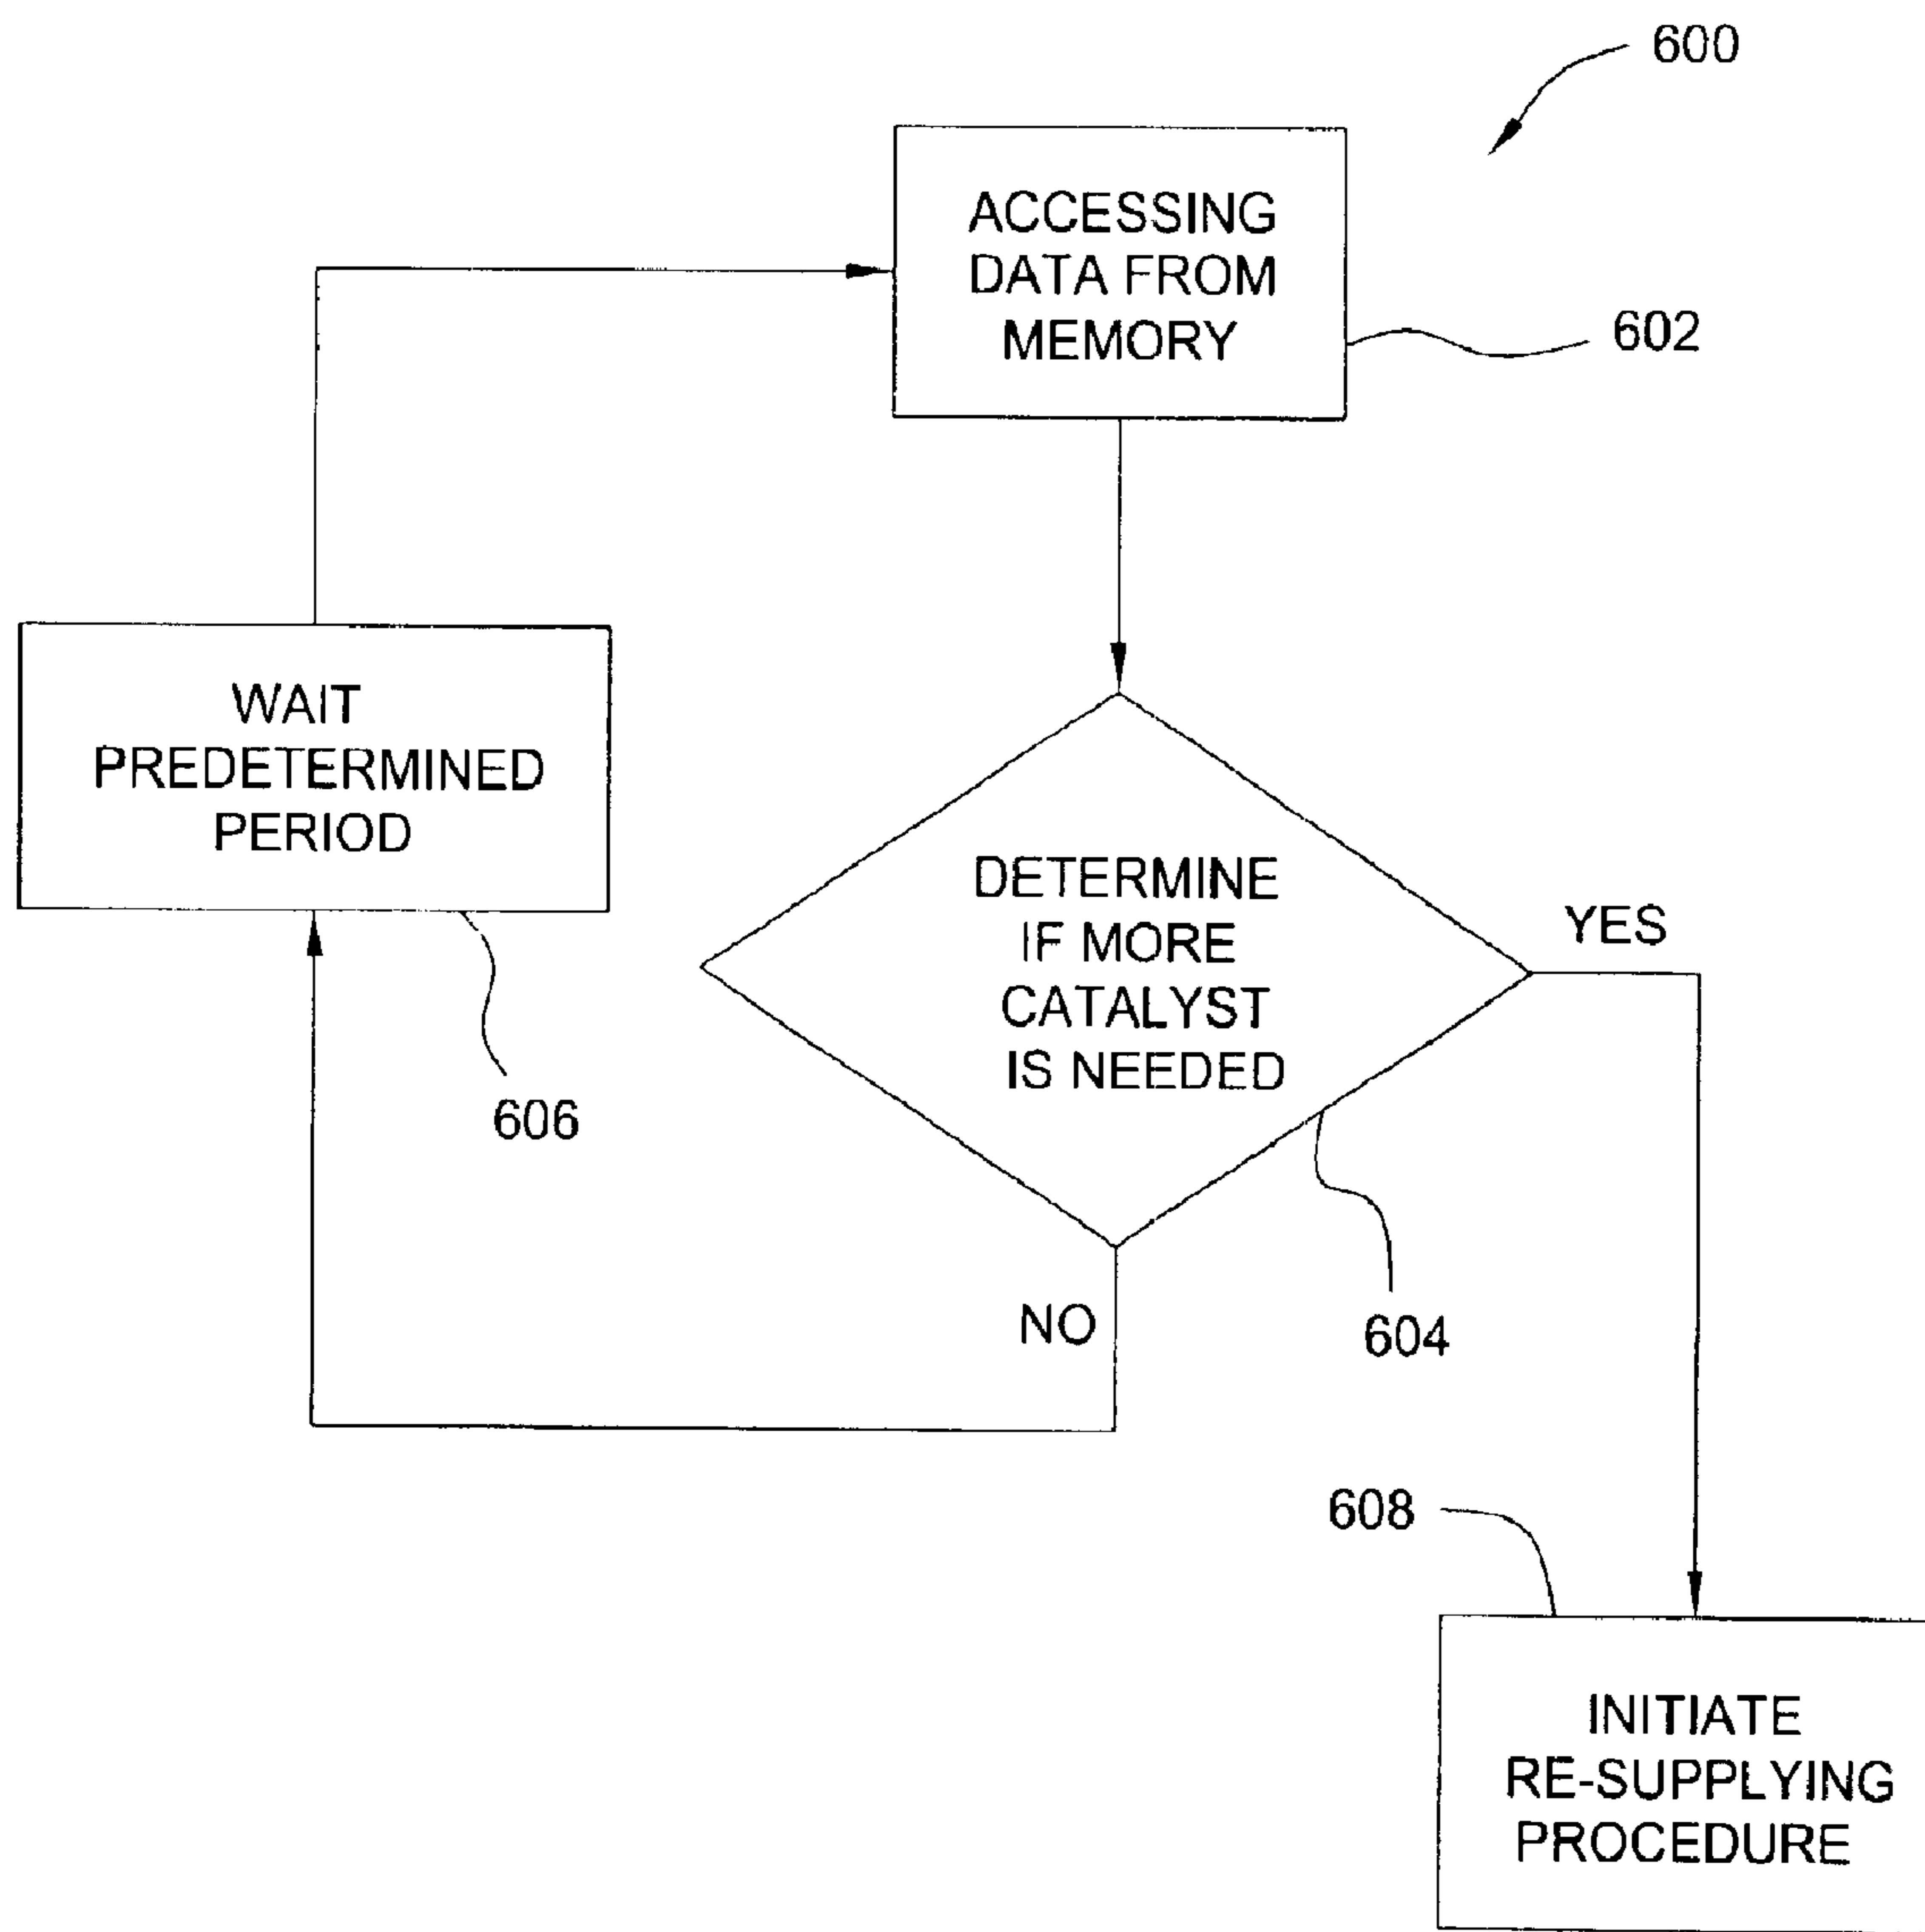 600
ACCESSING
DATA FROM
MEMORY
602
WAIT
PREDETERMINED
PERIOD
606
DETERMINE
IF MORE
CATALYST
IS NEEDED
YES
NO
604
608
INITIATE
RE-SUPPLYING
PROCEDURE